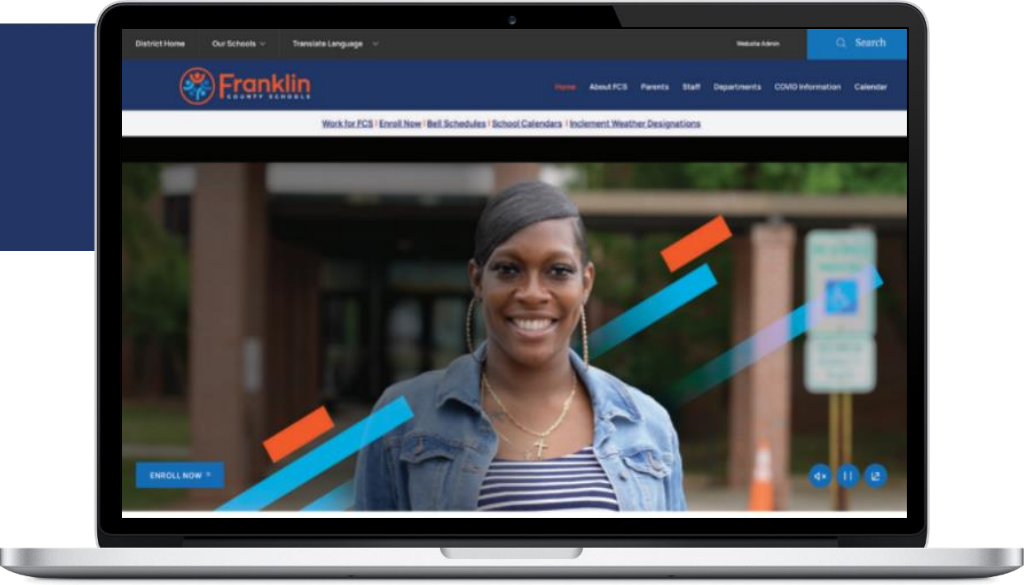 District Home Our Schools Translate Language Website Admin Search
Franklin
COUNTY SCHOOLS
Home About FCS Parents Staff Departments COVID Information Calendar
Work for FCS | Enroll Now | Bell Schedules | School Calendars | Inclement Weather Designations
ENROLL NOW